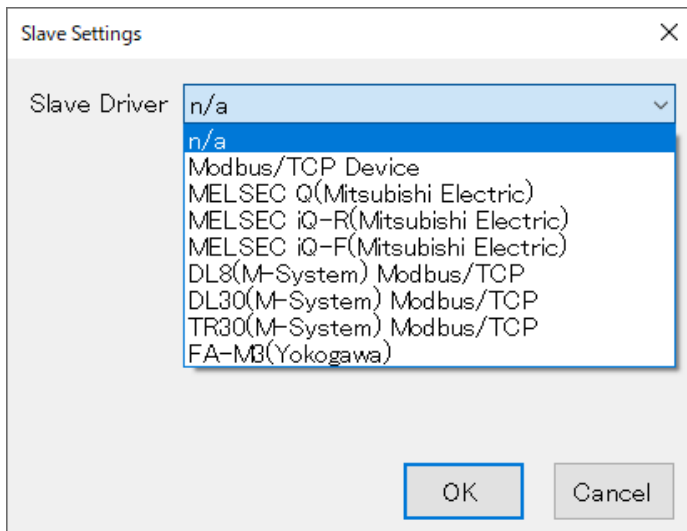 Slave Settings
Slave Driver n/a
n/a
Modbus/TCP Device
MELSEC Q(Mitsubishi Electric)
MELSEC iQ-R(Mitsubishi Electric)
MELSEC iQ-F(Mitsubishi Electric)
DL8(M-System) Modbus/TCP
DL30(M-System) Modbus/TCP
TR30(M-System) Modbus/TCP
FA-M3(Yokogawa)
OK Cancel